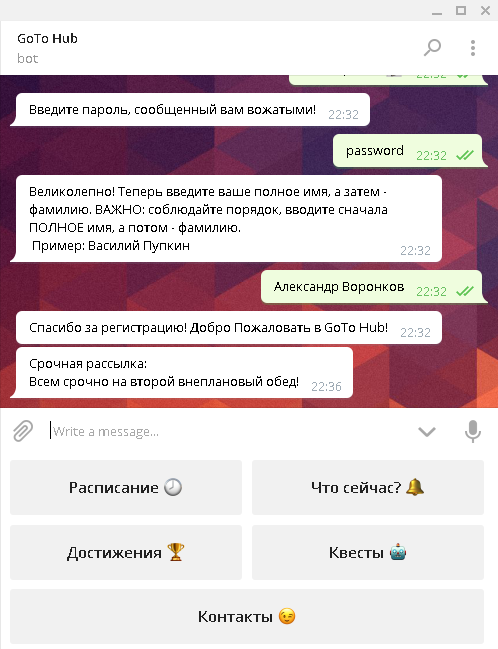 GoTo Hub
bot
22:32
Введите пароль, сообщенный вам вожатыми! 22:32
password 22:32
Великолепно! Теперь введите ваше полное имя, а затем -
фамилию. ВАЖНО: соблюдайте порядок, вводите сначала
ПОЛНОЕ имя, а потом - фамилию.
Пример: Василий Пупкин 22:32
Александр Воронков 22:32
Спасибо за регистрацию! Добро Пожаловать в GoTo Hub! 22:32
Срочная рассылка:
Всем срочно на второй внеплановый обед! 22:36
Write a message...
Расписание 🕗 Что сейчас? 🔔
Достижения 🏆 Квесты 🤖
Контакты 😉